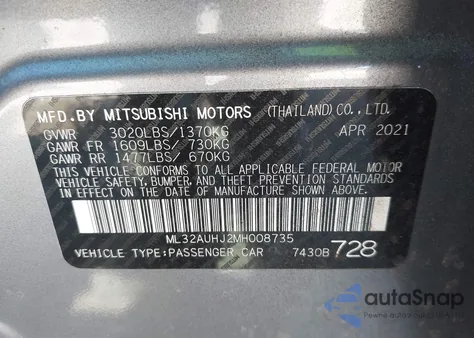 MFD.BY MITSUBISHI MOTORS (THAILAND) CO., LTD.
GVWR 3020LBS/1370KG APR 2021
GAWR FR 1609LBS/ 730KG
GAWR RR 1477LBS/ 670KG
THIS VEHICLE CONFORMS TO ALL APPLICABLE FEDERAL MOTOR
VEHICLE SAFETY, BUMPER, AND THEFT PREVENTION STANDARDS
IN EFFECT ON THE DATE OF MANUFACTURE SHOWN ABOVE.
ML32AUHJ2MH008735
VEHICLE TYPE:PASSENGER CAR 74308 728
autoSnap